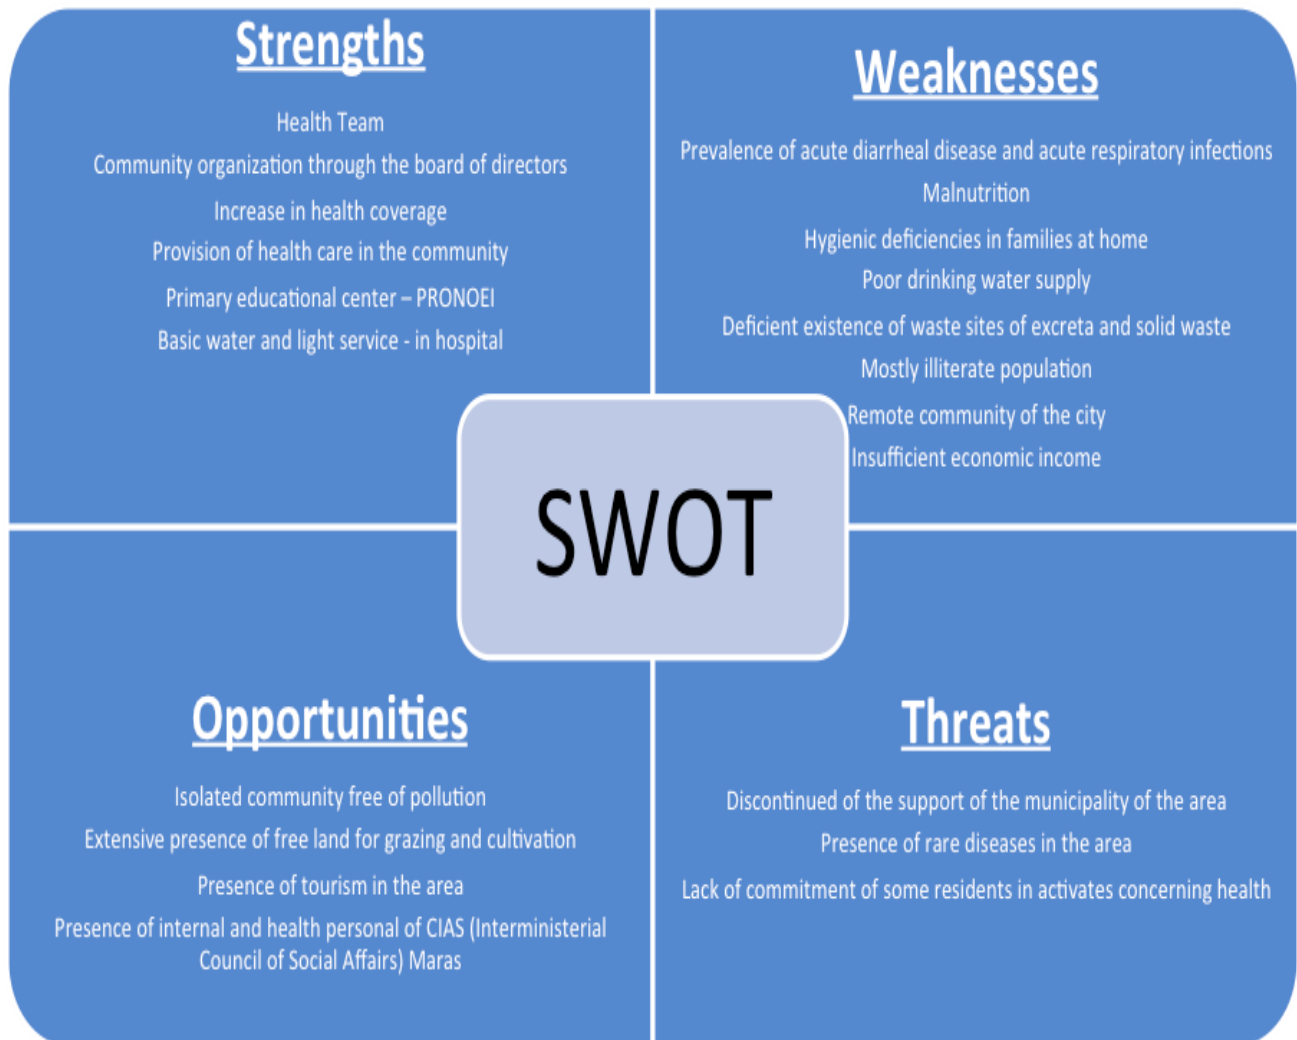 Strengths
Health Team
Community organization through the board of directors
Increase in health coverage
Provision of health care in the community
Primary educational center – PRONOEI
Basic water and light service - in hospital
Weaknesses
Prevalence of acute diarrheal disease and acute respiratory infections
Malnutrition
Hygienic deficiencies in families at home
Poor drinking water supply
Deficient existence of waste sites of excreta and solid waste
Mostly illiterate population
Remote community of the city
Insufficient economic income
SWOT
Opportunities
Isolated community free of pollution
Extensive presence of free land for grazing and cultivation
Presence of tourism in the area
Presence of internal and health personal of CIAS (Interministerial
Council of Social Affairs) Maras
Threats
Discontinued of the support of the municipality of the area
Presence of rare diseases in the area
Lack of commitment of some residents in activates concerning health